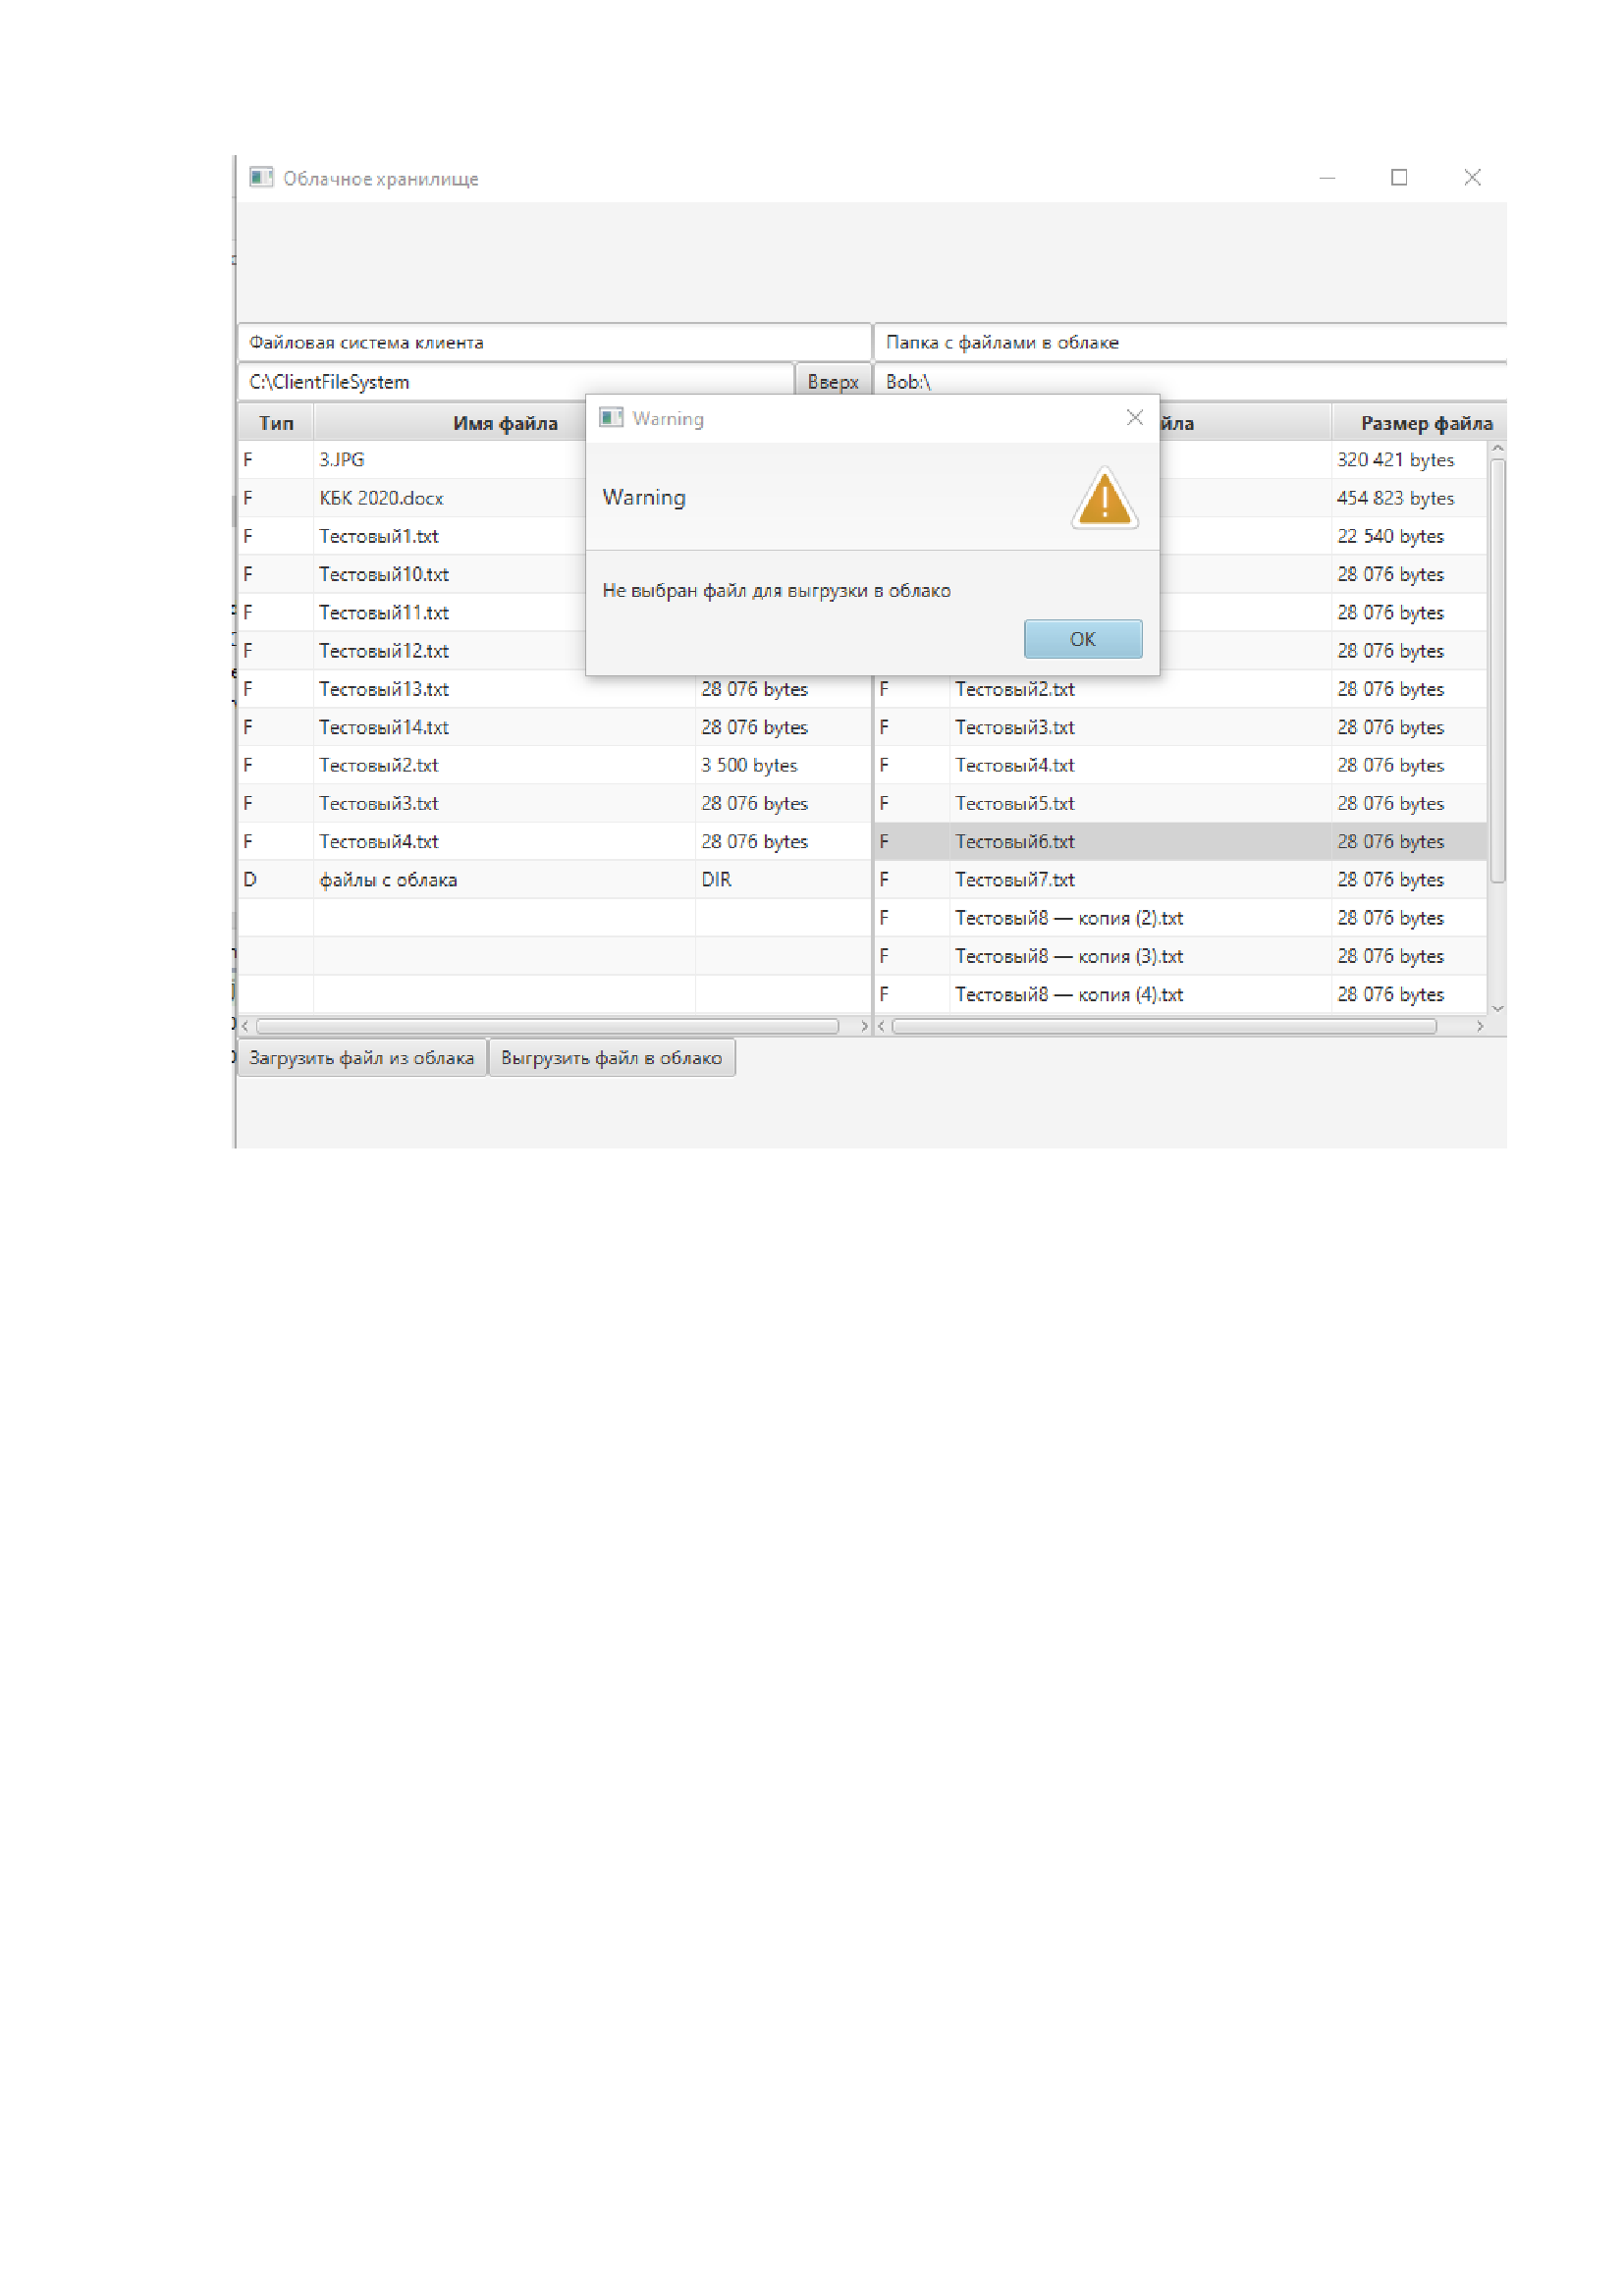 Облачное хранилище
Файловая система клиента Папка с файлами в облаке
C:\ClientFileSystem Вверх Bob:\
Тип Имя файла Размер файла
Warning
Warning
Не выбран файл для выгрузки в облако
OK
F 3.JPG 320 421 bytes
F КБК 2020.docx 454 823 bytes
F Тестовый1.txt 22 540 bytes
F Тестовый10.txt 28 076 bytes
F Тестовый11.txt 28 076 bytes
F Тестовый12.txt 28 076 bytes
F Тестовый13.txt 28 076 bytes F Тестовый2.txt 28 076 bytes
F Тестовый14.txt 28 076 bytes F Тестовый3.txt 28 076 bytes
F Тестовый2.txt 3 500 bytes F Тестовый4.txt 28 076 bytes
F Тестовый3.txt 28 076 bytes F Тестовый5.txt 28 076 bytes
F Тестовый4.txt 28 076 bytes F Тестовый6.txt 28 076 bytes
D файлы с облака DIR F Тестовый7.txt 28 076 bytes
F Тестовый8 — копия (2).txt 28 076 bytes
F Тестовый8 — копия (3).txt 28 076 bytes
F Тестовый8 — копия (4).txt 28 076 bytes
Загрузить файл из облака Выгрузить файл в облако